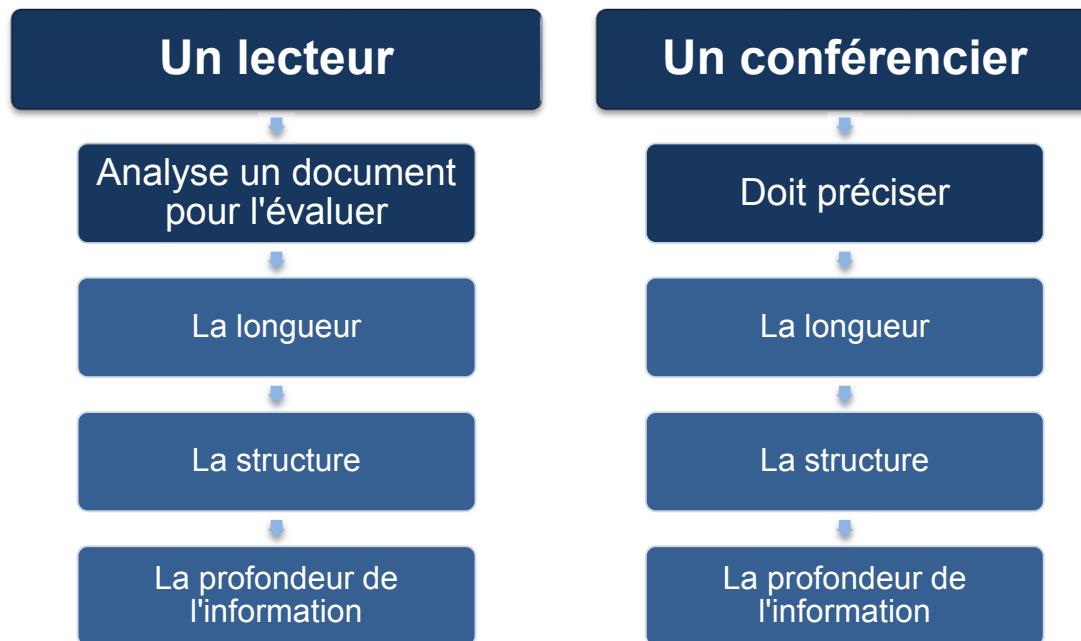 Un lecteur
Analyse un document
pour l'évaluer
La longueur
La structure
La profondeur de
l'information
Un conférencier
Doit préciser
La longueur
La structure
La profondeur de
l'information